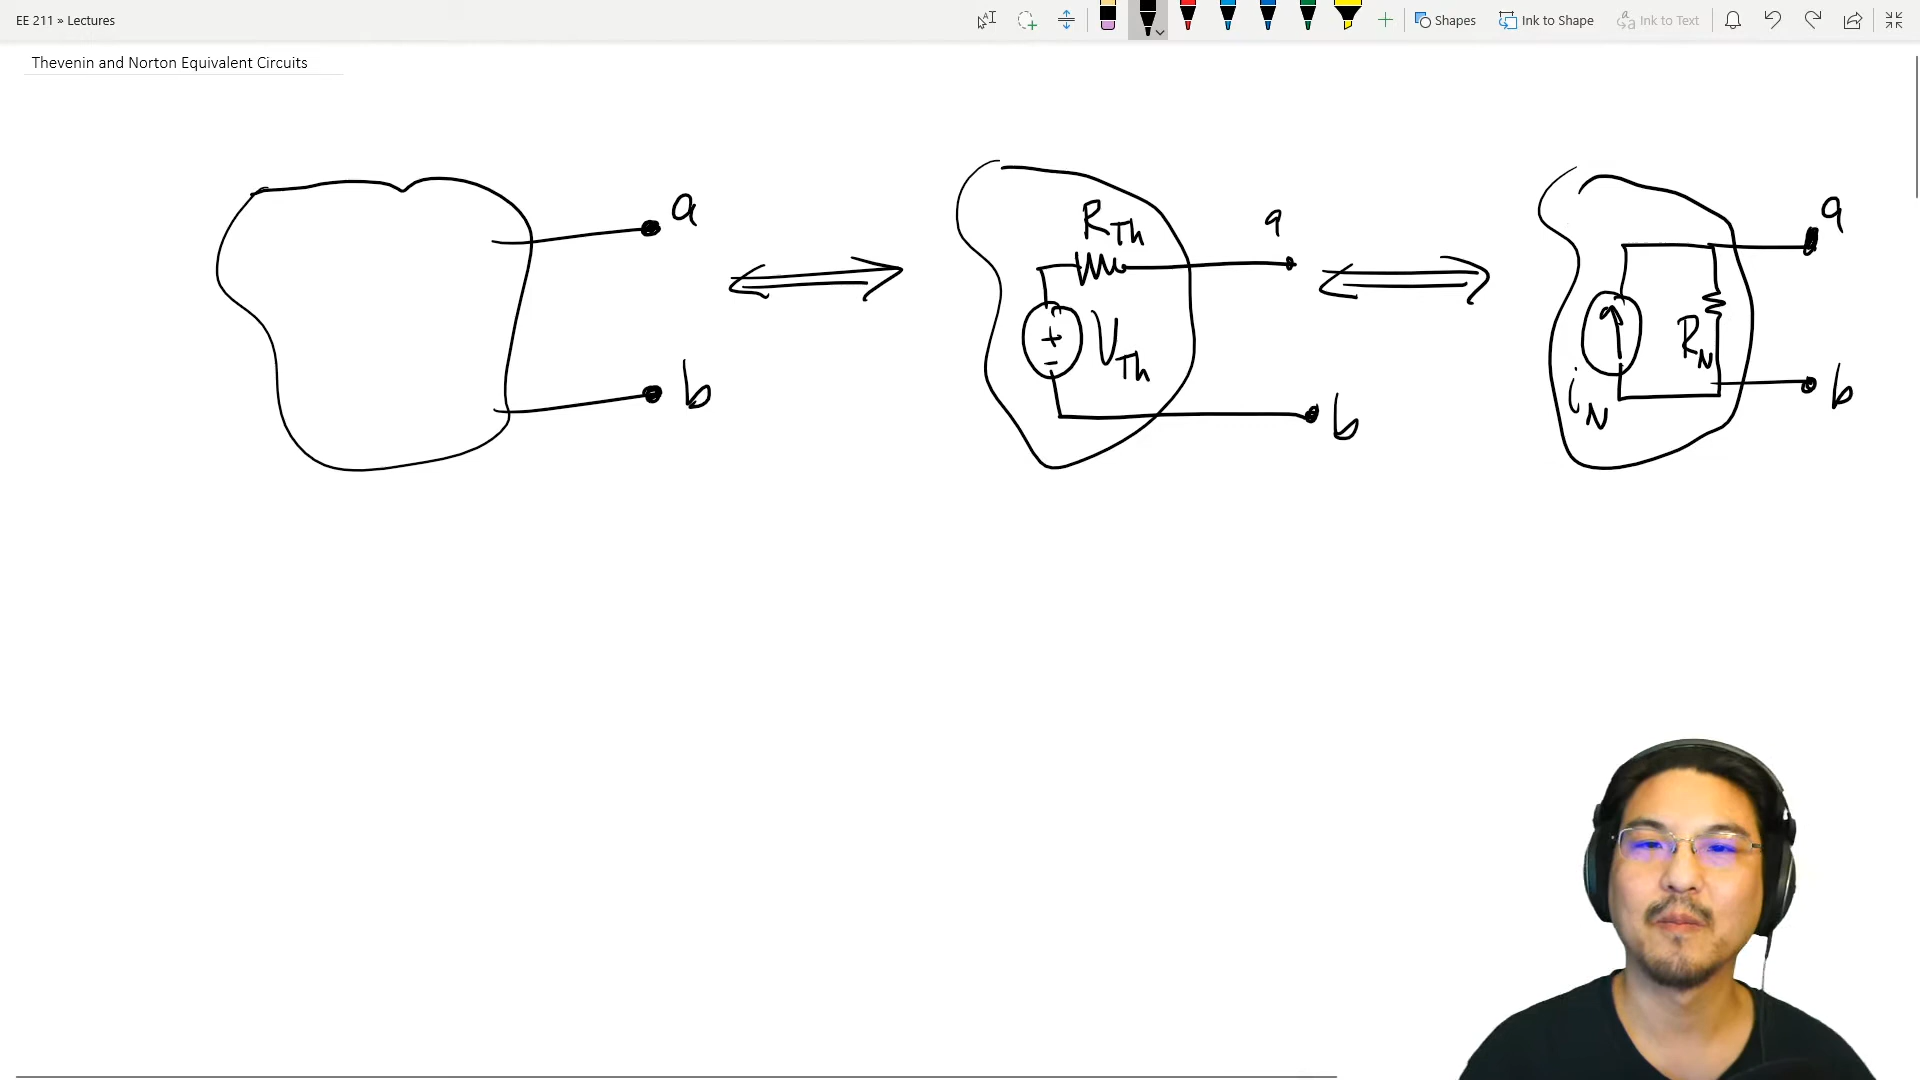 EE 211 » Lectures
Shapes
Ink to Shape
Ink to Text
Thevenin and Norton Equivalent Circuits
a
b
RTh
a
+
-
VTh
b
a
RN
iN
b